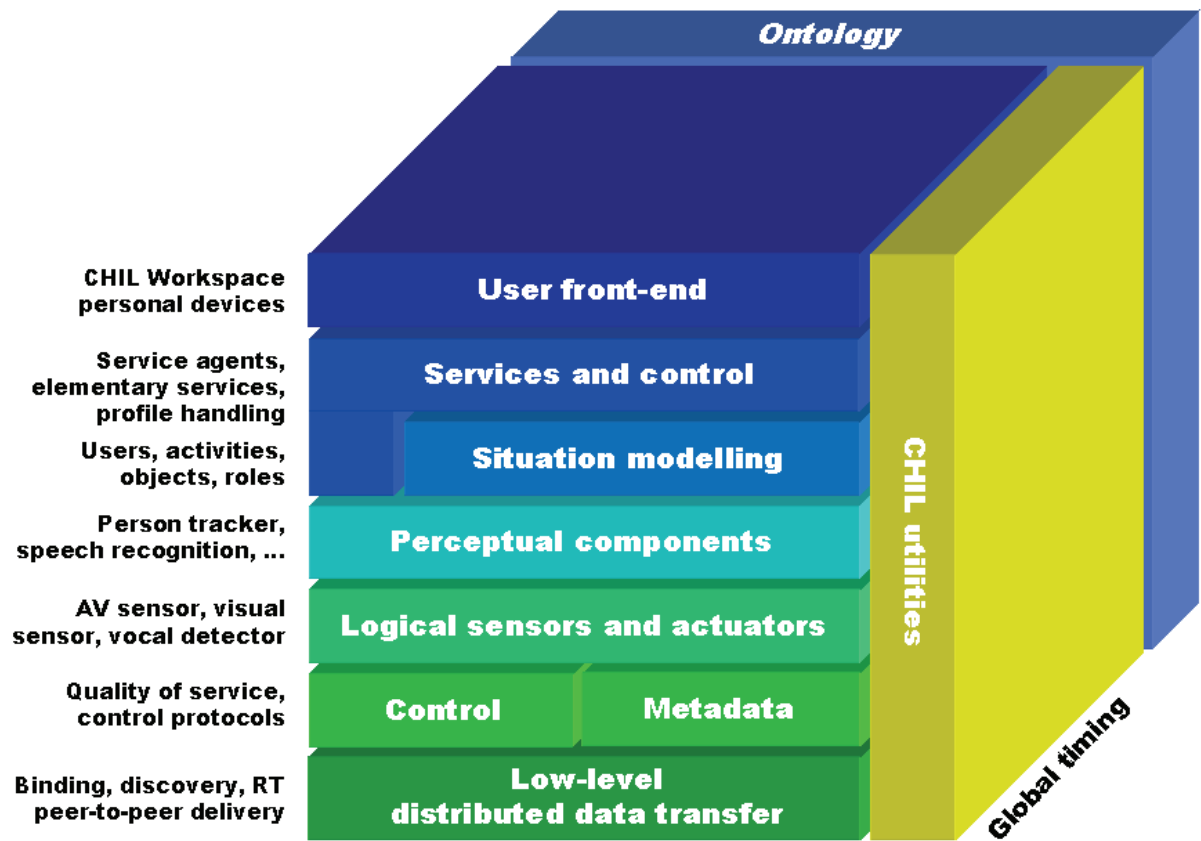 Ontology
CHIL Workspace
personal devices
User front-end
Service agents,
elementary services,
profile handling
Services and control
Users, activities,
objects, roles
Situation modelling
Person tracker,
speech recognition, ...
Perceptual components
AV sensor, visual
sensor, vocal detector
Logical sensors and actuators
Quality of service,
control protocols
Control
Metadata
Binding, discovery, RT
peer-to-peer delivery
Low-level
distributed data transfer
CHIL utilities
Global timing